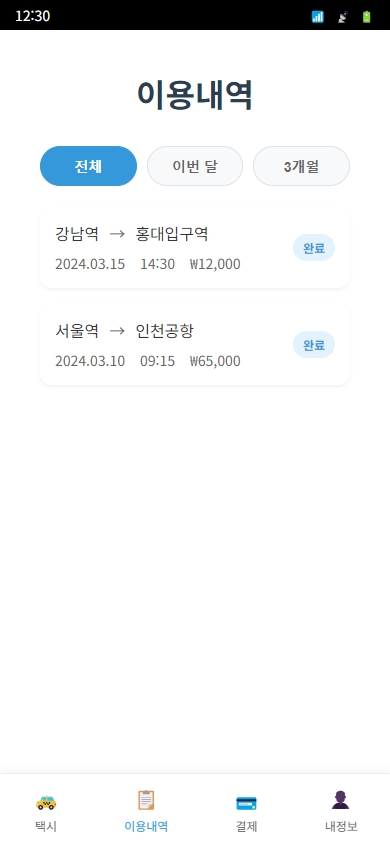 12:30
이용내역
전체 이번 달 3개월
강남역 → 홍대입구역
2024.03.15 14:30 ₩12,000
완료
서울역 → 인천공항
2024.03.10 09:15 ₩65,000
완료
택시 이용내역 결제 내정보